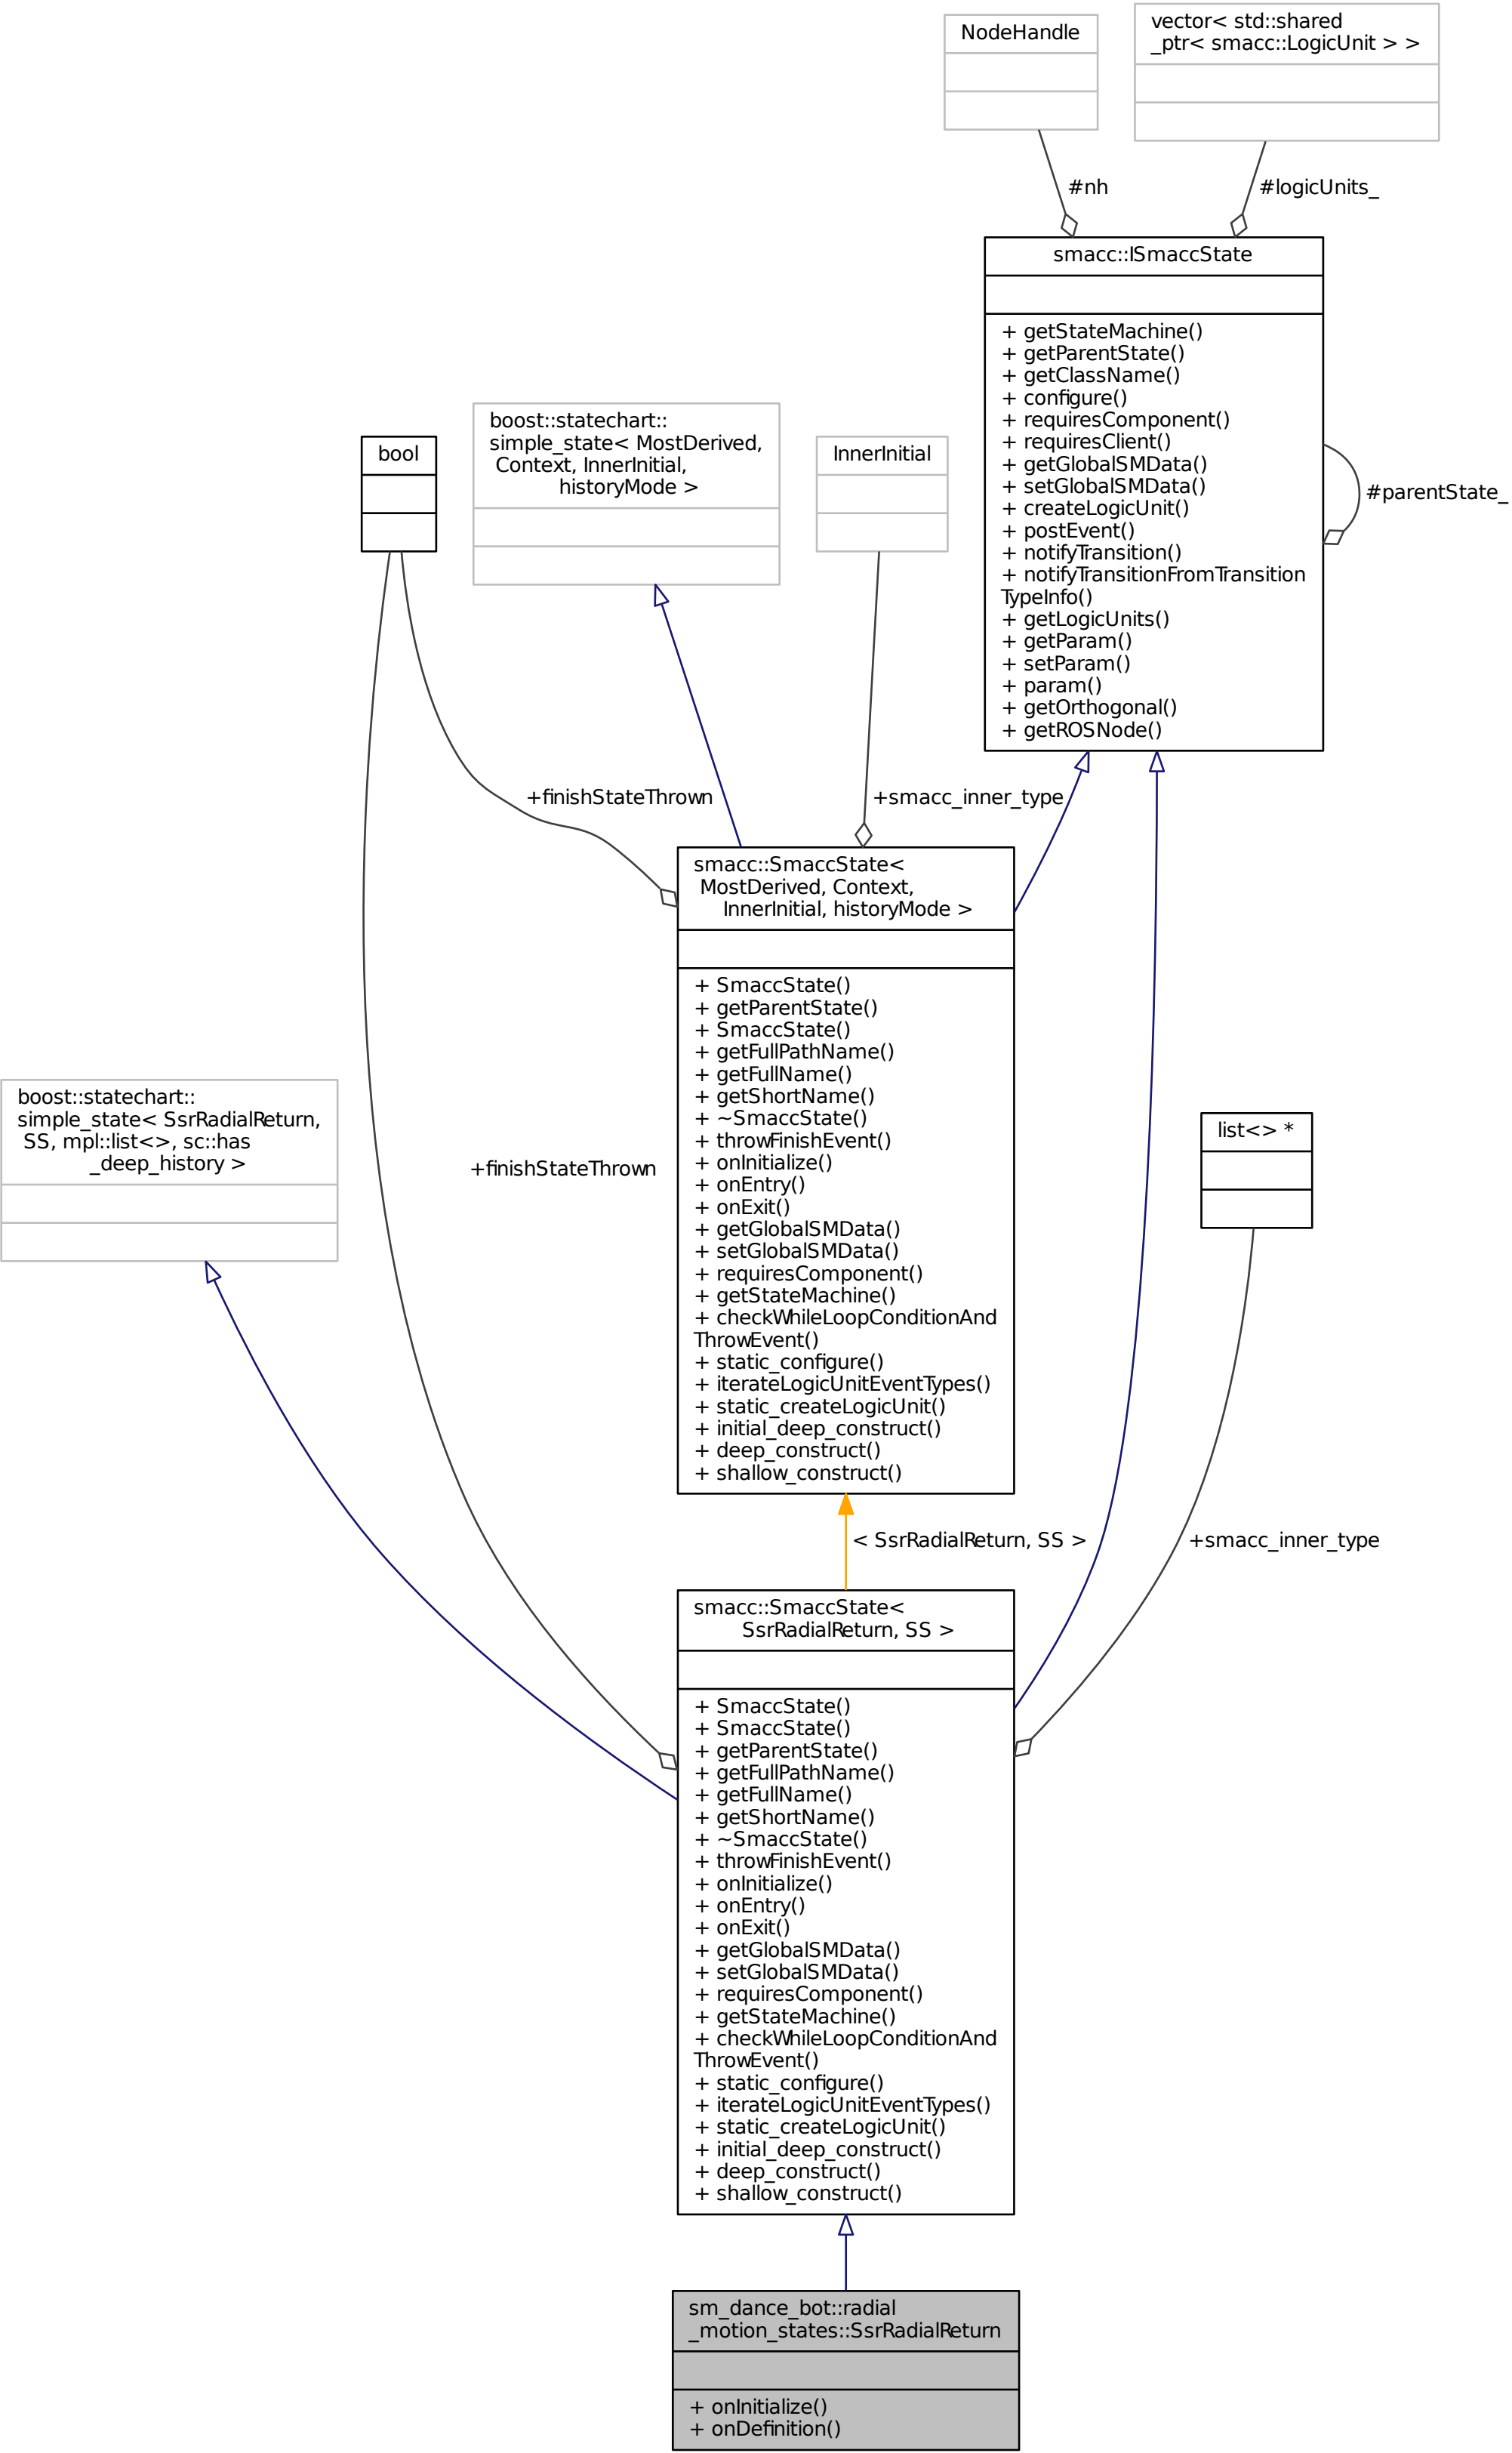 NodeHandle
vector< std::shared
_ptr< smacc::LogicUnit > >
#nh
#logicUnits_
smacc::ISmaccState
+ getStateMachine()
+ getParentState()
+ getClassName()
+ configure()
+ requiresComponent()
+ requiresClient()
+ getGlobalSMData()
+ setGlobalSMData()
+ createLogicUnit()
+ postEvent()
+ notifyTransition()
+ notifyTransitionFromTransition
TypeInfo()
+ getLogicUnits()
+ getParam()
+ setParam()
+ param()
+ getOrthogonal()
+ getROSNode()
#parentState_
bool
boost::statechart::
simple_state< MostDerived,
Context, InnerInitial,
historyMode >
InnerInitial
+finishStateThrown
+smacc_inner_type
smacc::SmaccState<
MostDerived, Context,
InnerInitial, historyMode >
+ SmaccState()
+ getParentState()
+ SmaccState()
+ getFullPathName()
+ getFullName()
+ getShortName()
+ ~SmaccState()
+ throwFinishEvent()
+ onInitialize()
+ onEntry()
+ onExit()
+ getGlobalSMData()
+ setGlobalSMData()
+ requiresComponent()
+ getStateMachine()
+ checkWhileLoopConditionAnd
ThrowEvent()
+ static_configure()
+ iterateLogicUnitEventTypes()
+ static_createLogicUnit()
+ initial_deep_construct()
+ deep_construct()
+ shallow_construct()
boost::statechart::
simple_state< SsrRadialReturn,
SS, mpl::list<>, sc::has
_deep_history >
+finishStateThrown
list<> *
< SsrRadialReturn, SS >
+smacc_inner_type
smacc::SmaccState<
SsrRadialReturn, SS >
+ SmaccState()
+ SmaccState()
+ getParentState()
+ getFullPathName()
+ getFullName()
+ getShortName()
+ ~SmaccState()
+ throwFinishEvent()
+ onInitialize()
+ onEntry()
+ onExit()
+ getGlobalSMData()
+ setGlobalSMData()
+ requiresComponent()
+ getStateMachine()
+ checkWhileLoopConditionAnd
ThrowEvent()
+ static_configure()
+ iterateLogicUnitEventTypes()
+ static_createLogicUnit()
+ initial_deep_construct()
+ deep_construct()
+ shallow_construct()
sm_dance_bot::radial
_motion_states::SsrRadialReturn
+ onInitialize()
+ onDefinition()